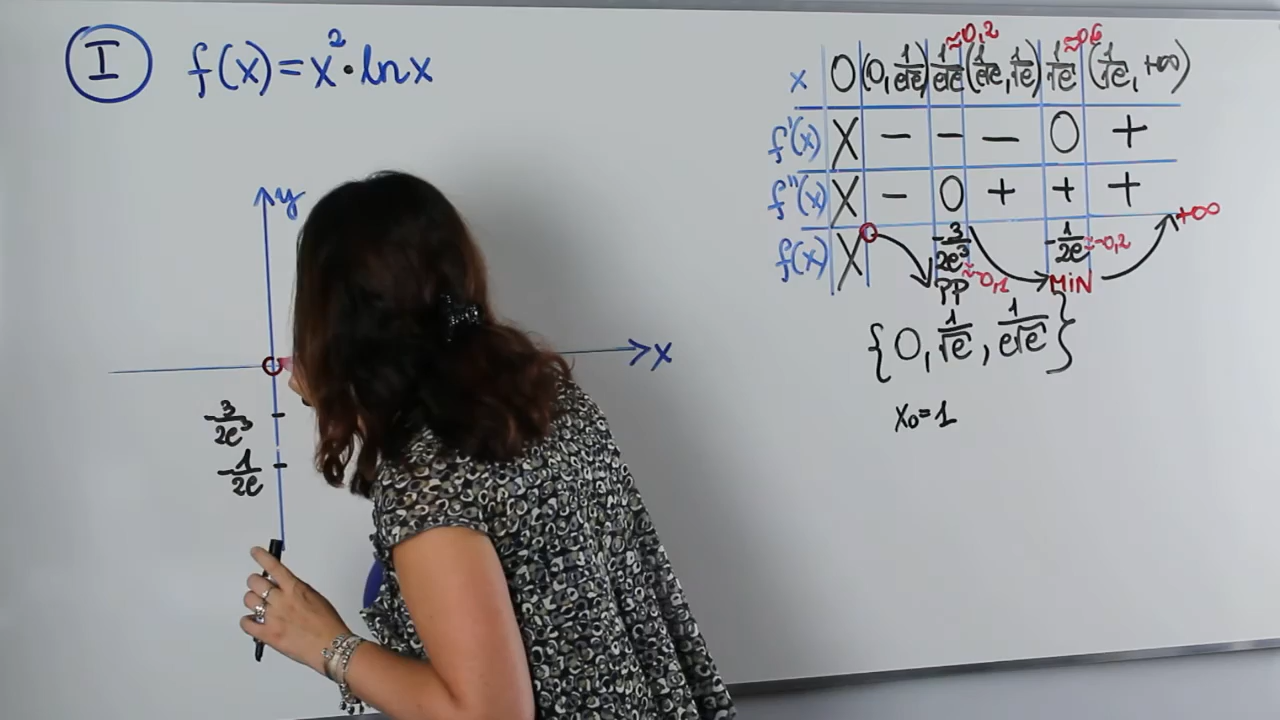 I f(x)=x²·lnx
≈0,2 ≈0,6
x 0 (0, 1/e√e) 1/e√e (1/e√e, 1/√e) 1/√e (1/√e, +∞)
f'(x) X − − − 0 +
f''(x) X − 0 + + +
f(x) X -3/2e³ ≈-0,1 PP -1/2e ≈-0,2 MiN +∞
{0, 1/√e, 1/e√e}
x₀=1
y
x
-3/2e³
-1/2e